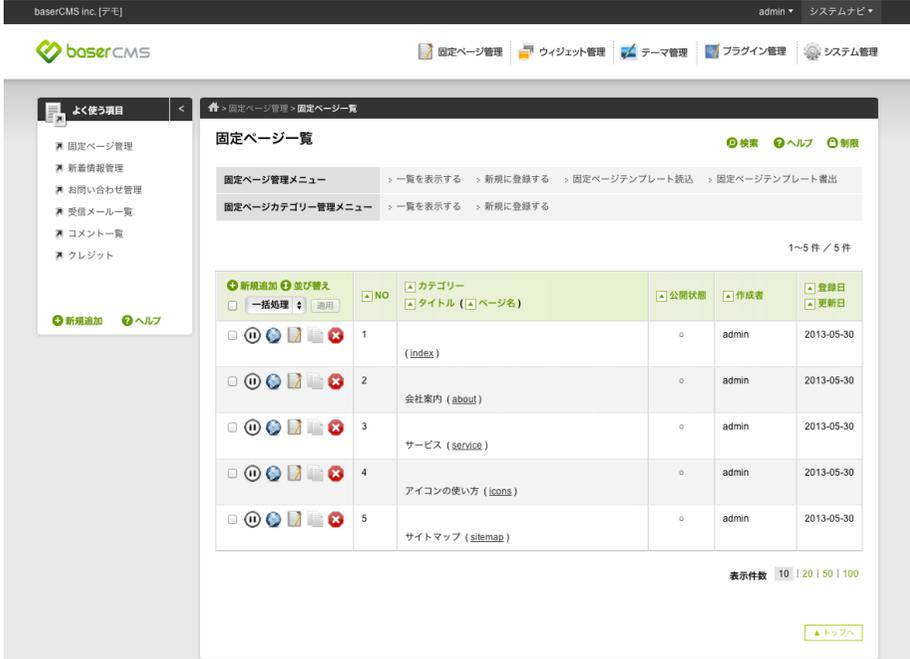 baserCMS inc. [デモ] admin ▼ システムナビ ▼
baserCMS 固定ページ管理 ウィジェット管理 テーマ管理 プラグイン管理 システム管理
よく使う項目 <
固定ページ管理
新着情報管理
お問い合わせ管理
受信メール一覧
コメント一覧
クレジット
新規追加 ヘルプ
> 固定ページ管理 > 固定ページ一覧
固定ページ一覧
検索 ヘルプ 制限
固定ページ管理メニュー > 一覧を表示する > 新規に登録する > 固定ページテンプレート読込 > 固定ページテンプレート書出
固定ページカテゴリー管理メニュー > 一覧を表示する > 新規に登録する
1〜5 件 / 5 件
新規追加 並び替え
一括処理 適用
NO
カテゴリー
タイトル (▲ページ名)
公開状態
作成者
登録日
更新日
1 ○ admin 2013-05-30
( index )
2 ○ admin 2013-05-30
会社案内 ( about )
3 ○ admin 2013-05-30
サービス ( service )
4 ○ admin 2013-05-30
アイコンの使い方 ( icons )
5 ○ admin 2013-05-30
サイトマップ ( sitemap )
表示件数 10 | 20 | 50 | 100
▲ トップへ